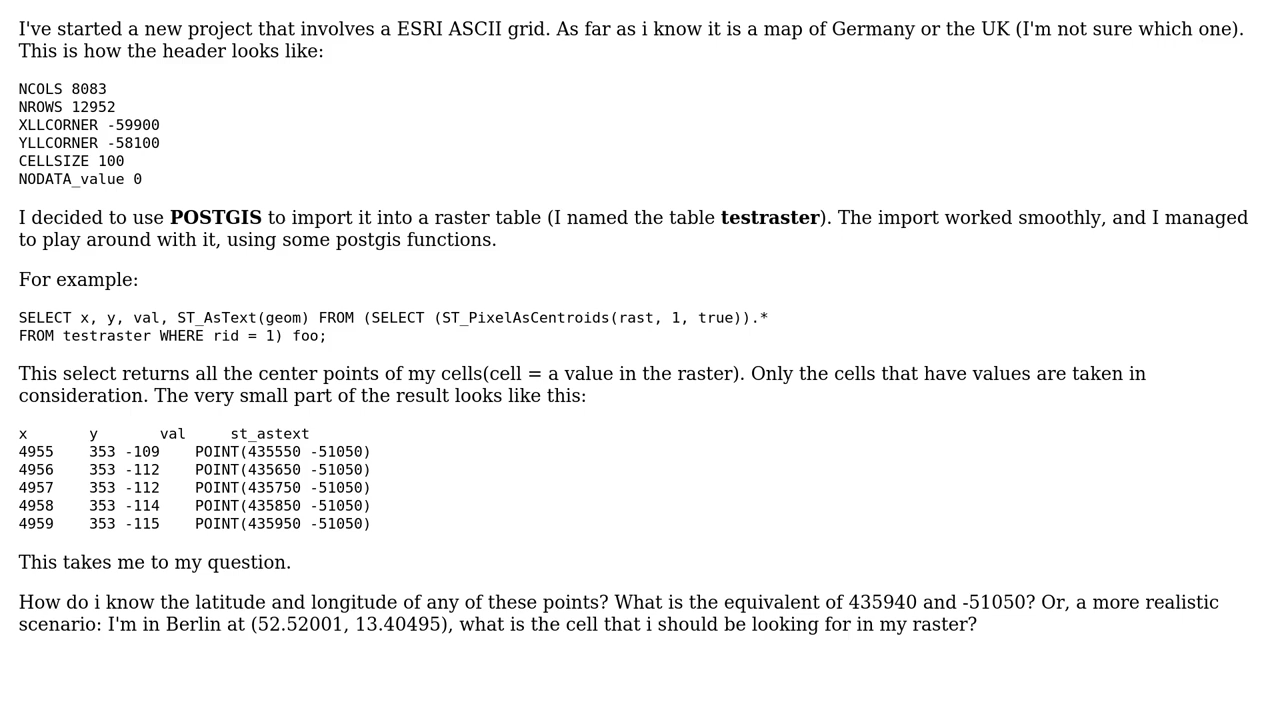 I've started a new project that involves a ESRI ASCII grid. As far as i know it is a map of Germany or the UK (I'm not sure which one).
This is how the header looks like:
NCOLS 8083
NROWS 12952
XLLCORNER -59900
YLLCORNER -58100
CELLSIZE 100
NODATA_value 0
I decided to use POSTGIS to import it into a raster table (I named the table testraster). The import worked smoothly, and I managed
to play around with it, using some postgis functions.
For example:
SELECT x, y, val, ST_AsText(geom) FROM (SELECT (ST_PixelAsCentroids(rast, 1, true)).*
FROM testraster WHERE rid = 1) foo;
This select returns all the center points of my cells(cell = a value in the raster). Only the cells that have values are taken in
consideration. The very small part of the result looks like this:
x       y       val     st_astext
4955    353 -109    POINT(435550 -51050)
4956    353 -112    POINT(435650 -51050)
4957    353 -112    POINT(435750 -51050)
4958    353 -114    POINT(435850 -51050)
4959    353 -115    POINT(435950 -51050)
This takes me to my question.
How do i know the latitude and longitude of any of these points? What is the equivalent of 435940 and -51050? Or, a more realistic
scenario: I'm in Berlin at (52.52001, 13.40495), what is the cell that i should be looking for in my raster?